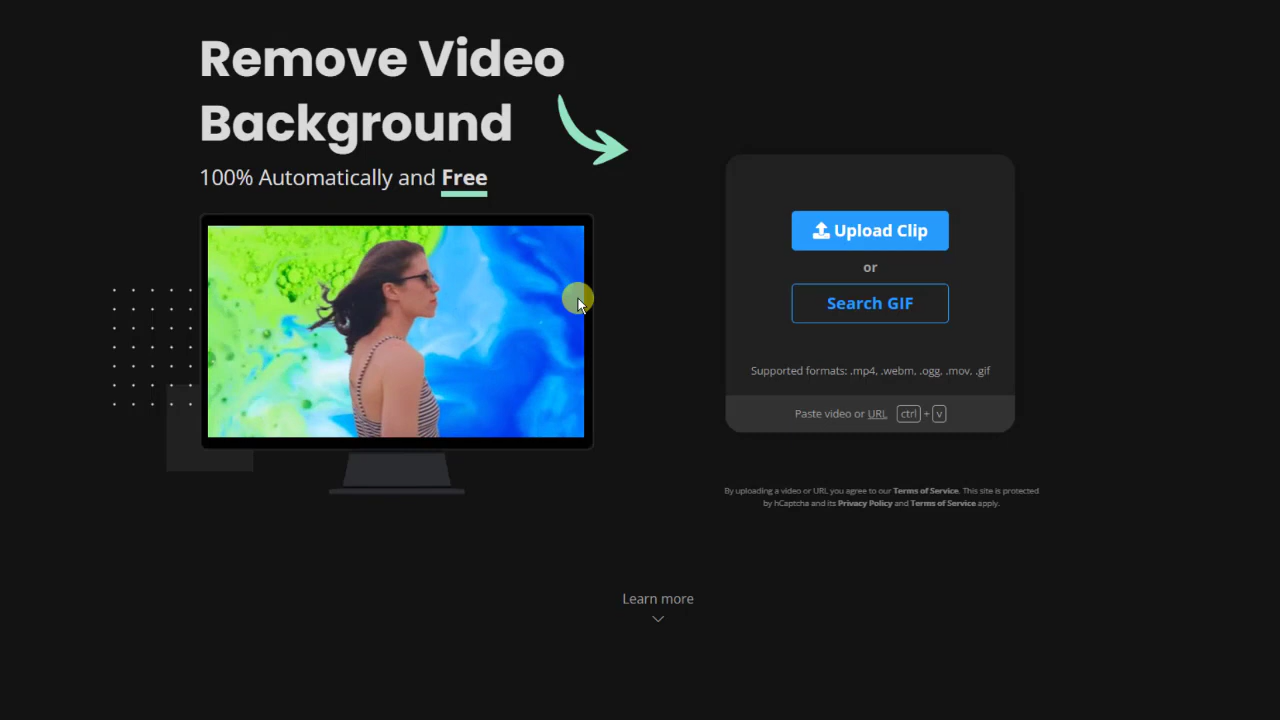 Remove Video
Background
100% Automatically and Free
Upload Clip
or
Search GIF
Supported formats: .mp4, .webm, .ogg, .mov, .gif
Paste video or URL ctrl + v
By uploading a video or URL you agree to our Terms of Service. This site is protected
by hCaptcha and its Privacy Policy and Terms of Service apply.
Learn more